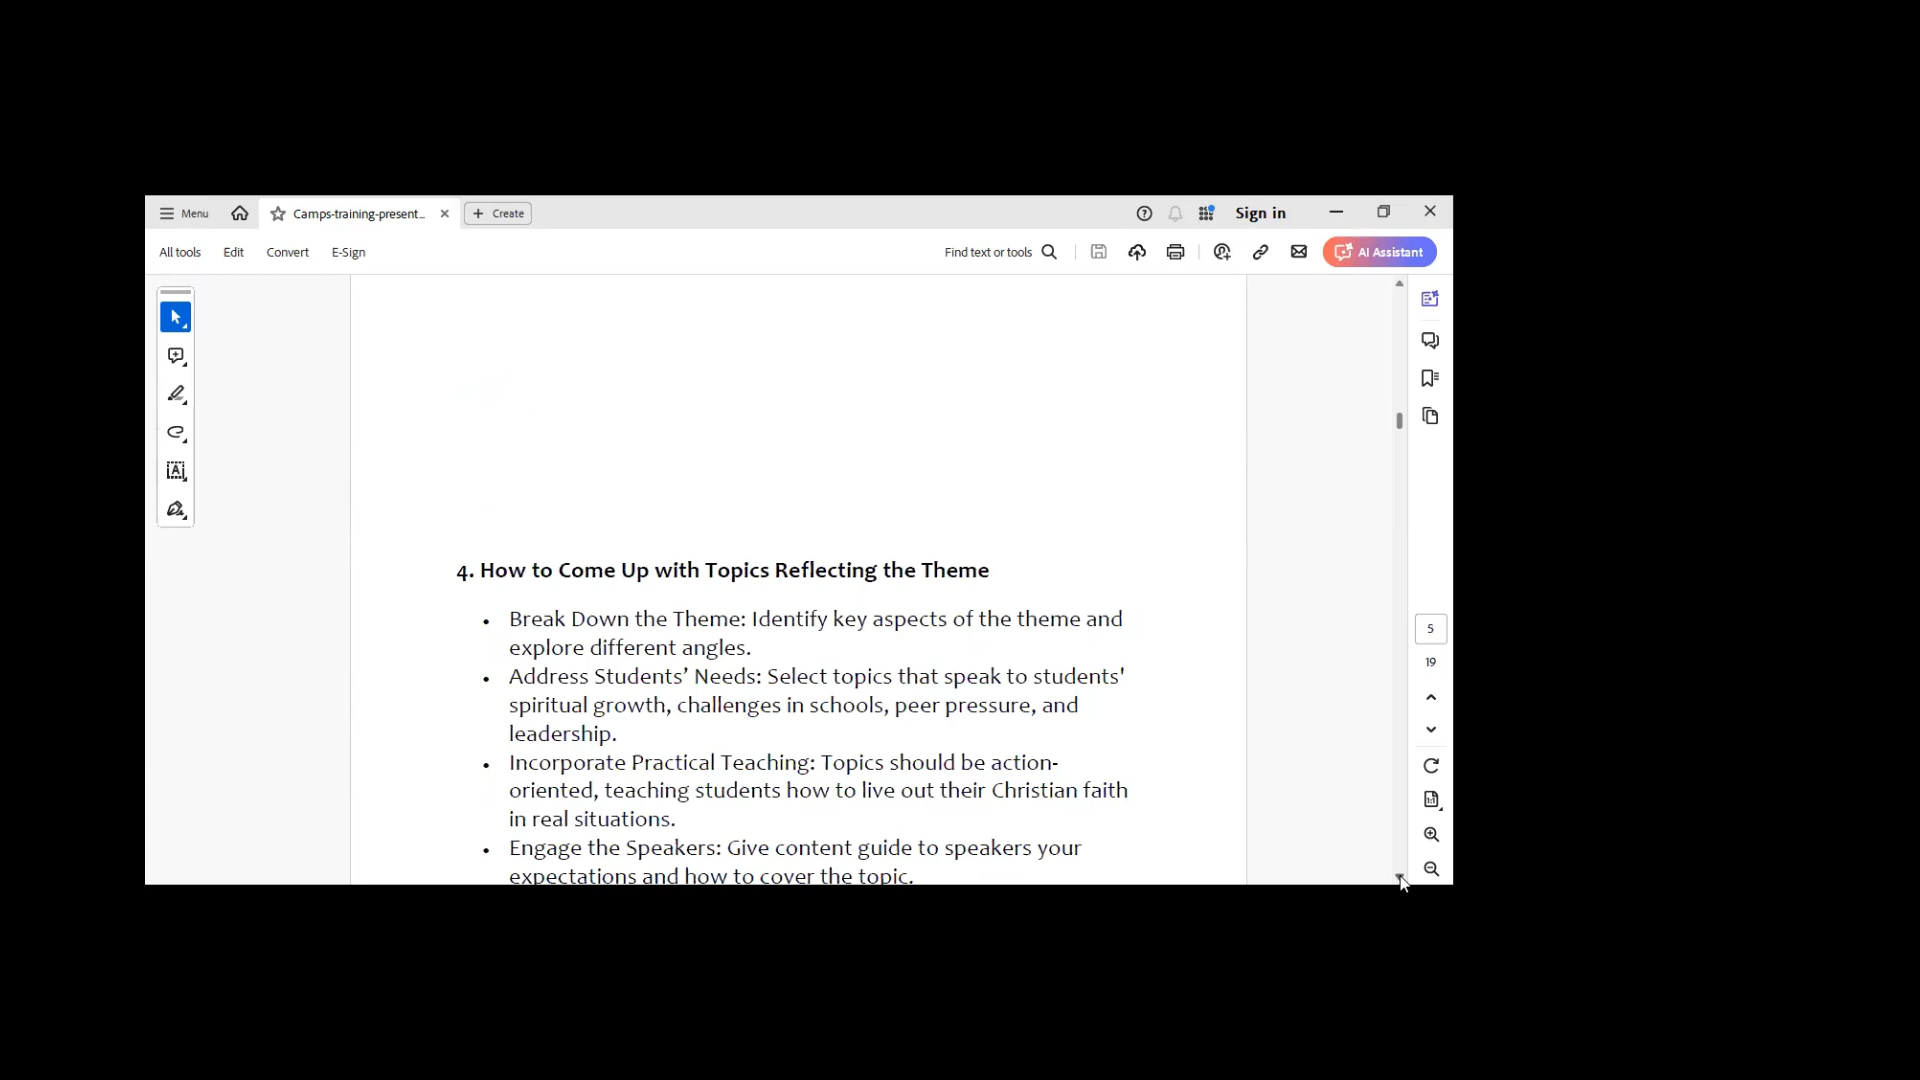 Menu
Camps-training-present...
Create
Sign in
All tools
Edit
Convert
E-Sign
Find text or tools
AI Assistant
4. How to Come Up with Topics Reflecting the Theme
• Break Down the Theme: Identify key aspects of the theme and
explore different angles.
• Address Students’ Needs: Select topics that speak to students'
spiritual growth, challenges in schools, peer pressure, and
leadership.
• Incorporate Practical Teaching: Topics should be action-
oriented, teaching students how to live out their Christian faith
in real situations.
• Engage the Speakers: Give content guide to speakers your
expectations and how to cover the topic.
5
19